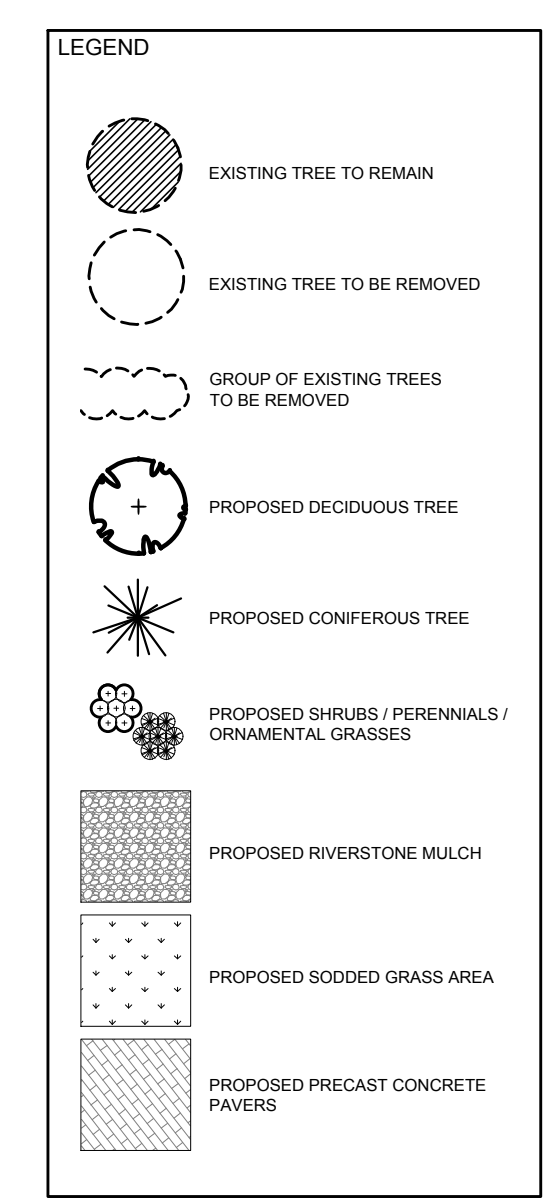 LEGEND
EXISTING TREE TO REMAIN
EXISTING TREE TO BE REMOVED
GROUP OF EXISTING TREES
TO BE REMOVED
PROPOSED DECIDUOUS TREE
PROPOSED CONIFEROUS TREE
PROPOSED SHRUBS / PERENNIALS /
ORNAMENTAL GRASSES
PROPOSED RIVERSTONE MULCH
PROPOSED SODDED GRASS AREA
PROPOSED PRECAST CONCRETE
PAVERS